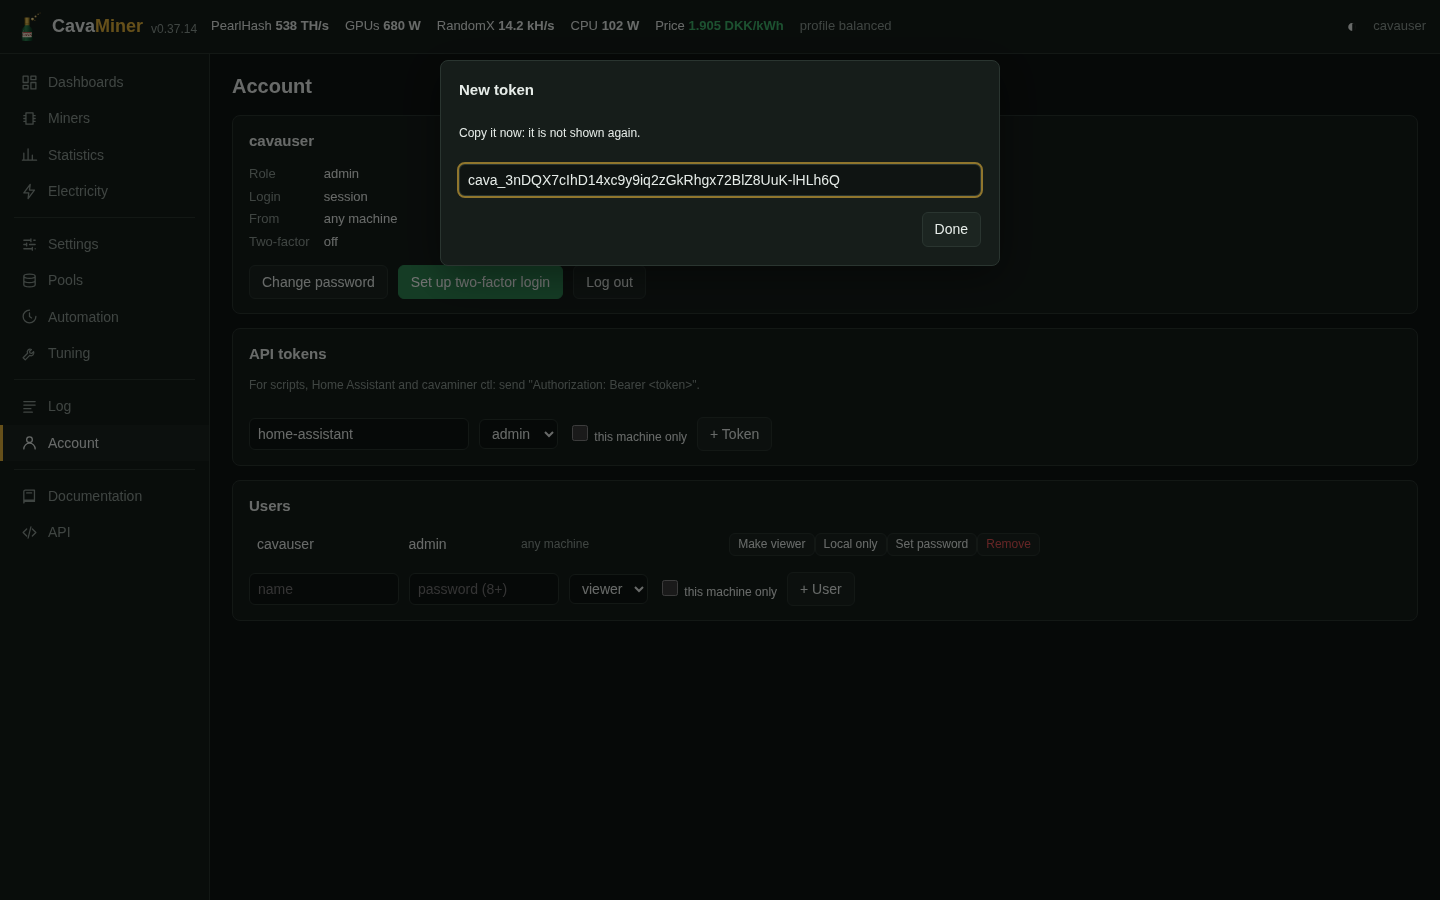 CavaMiner v0.37.14 PearlHash 538 TH/s GPUs 680 W RandomX 14.2 kH/s CPU 102 W Price 1.905 DKK/kWh profile balanced cavauser
Dashboards
Miners
Statistics
Electricity
Settings
Pools
Automation
Tuning
Log
Account
Documentation
API
Account
cavauser
Role admin
Login session
From any machine
Two-factor off
Change password Set up two-factor login Log out
New token
Copy it now: it is not shown again.
cava_3nDQX7cIhD14xc9y9iq2zGkRhgx72BlZ8UuK-lHLh6Q
Done
API tokens
For scripts, Home Assistant and cavaminer ctl: send "Authorization: Bearer <token>".
home-assistant admin this machine only + Token
Users
cavauser admin any machine Make viewer Local only Set password Remove
name password (8+) viewer this machine only + User